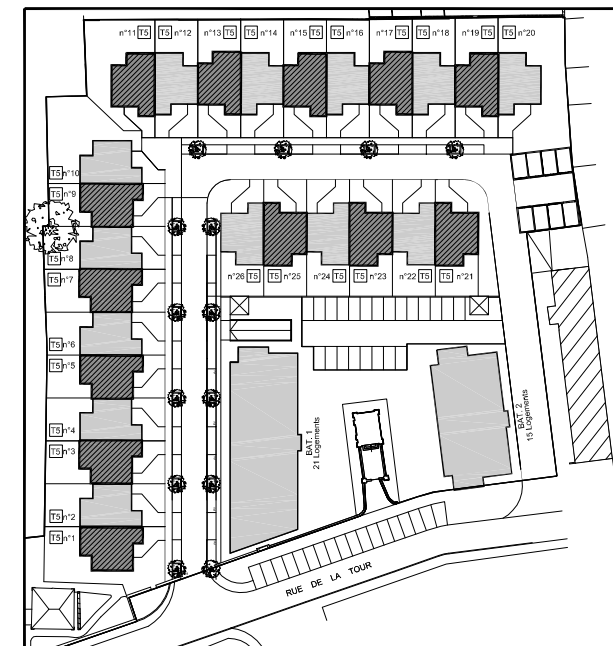 n°11 T5 T5 n°12 n°13 T5 T5 n°14 n°15 T5 T5 n°16 n°17 T5 T5 n°18 n°19 T5 T5 n°20
T5 n°10
T5 n°9
T5 n°8
T5 n°7
n°26 T5 T5 n°25 n°24 T5 T5 n°23 n°22 T5 T5 n°21
T5 n°6
T5 n°5
T5 n°4
T5 n°3
T5 n°2
T5 n°1
BAT. 1
21 Logements
BAT. 2
15 Logements
RUE DE LA TOUR